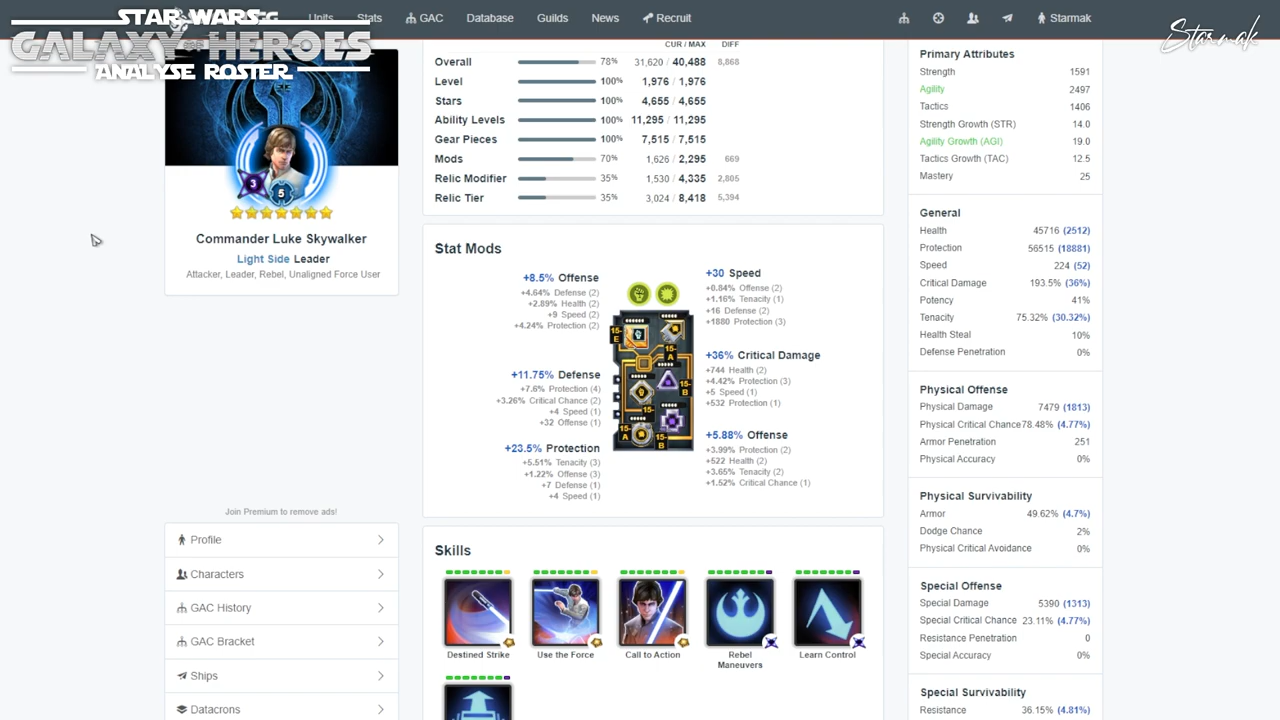 STAR WARS
GALAXY OF HEROES
ANALYSE ROSTER
Units Stats GAC Database Guilds News Recruit Starmak
Starmak
Commander Luke Skywalker
Light Side Leader
Attacker, Leader, Rebel, Unaligned Force User
3
5
Join Premium to remove ads!
Profile
Characters
GAC History
GAC Bracket
Ships
Datacrons
CUR / MAX DIFF
Overall 78% 31,620 / 40,488 8,868
Level 100% 1,976 / 1,976
Stars 100% 4,655 / 4,655
Ability Levels 100% 11,295 / 11,295
Gear Pieces 100% 7,515 / 7,515
Mods 70% 1,626 / 2,295 669
Relic Modifier 35% 1,530 / 4,335 2,805
Relic Tier 35% 3,024 / 8,418 5,394
Stat Mods
+8.5% Offense
+4.64% Defense (2)
+2.89% Health (2)
+9 Speed (2)
+4.24% Protection (2)
+11.75% Defense
+7.6% Protection (4)
+3.26% Critical Chance (2)
+4 Speed (1)
+32 Offense (1)
+23.5% Protection
+5.51% Tenacity (3)
+1.22% Offense (3)
+7 Defense (1)
+4 Speed (1)
15-E
15-A
15-B
15-
15-A
15-B
+30 Speed
+0.84% Offense (2)
+1.16% Tenacity (1)
+16 Defense (2)
+1880 Protection (3)
+36% Critical Damage
+744 Health (2)
+4.42% Protection (3)
+5 Speed (1)
+532 Protection (1)
+5.88% Offense
+3.99% Protection (2)
+522 Health (2)
+3.65% Tenacity (2)
+1.52% Critical Chance (1)
Skills
Destined Strike
Use the Force
Call to Action
Rebel Maneuvers
Learn Control
Primary Attributes
Strength 1591
Agility 2497
Tactics 1406
Strength Growth (STR) 14.0
Agility Growth (AGI) 19.0
Tactics Growth (TAC) 12.5
Mastery 25
General
Health 45716 (2512)
Protection 56515 (18881)
Speed 224 (52)
Critical Damage 193.5% (36%)
Potency 41%
Tenacity 75.32% (30.32%)
Health Steal 10%
Defense Penetration 0%
Physical Offense
Physical Damage 7479 (1813)
Physical Critical Chance 78.48% (4.77%)
Armor Penetration 251
Physical Accuracy 0%
Physical Survivability
Armor 49.62% (4.7%)
Dodge Chance 2%
Physical Critical Avoidance 0%
Special Offense
Special Damage 5390 (1313)
Special Critical Chance 23.11% (4.77%)
Resistance Penetration 0
Special Accuracy 0%
Special Survivability
Resistance 36.15% (4.81%)